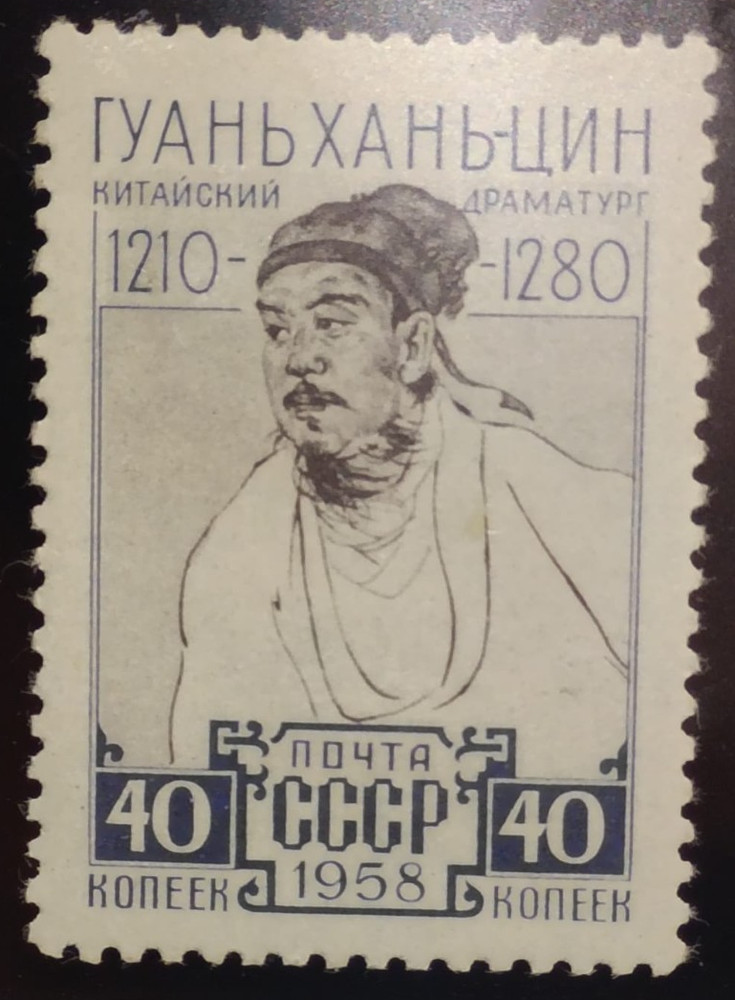 ГУАНЬ ХАНЬ-ЦИН
КИТАЙСКИЙ ДРАМАТУРГ
1210- -1280
ПОЧТА
40 СССР 40
КОПЕЕК 1958 КОПЕЕК